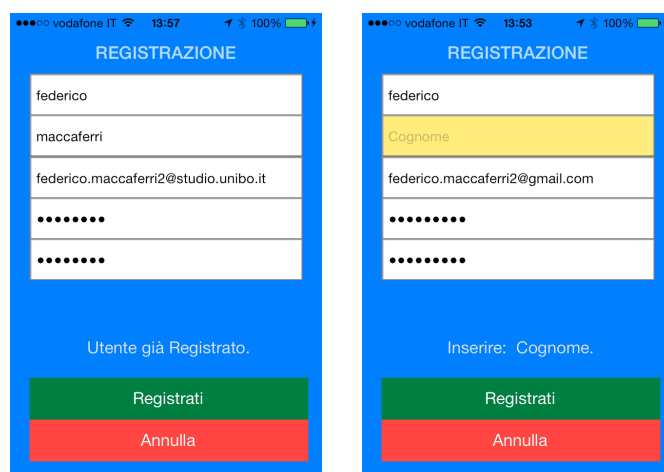 vodafone IT 13:57 100%
REGISTRAZIONE
federico
maccaferri
federico.maccaferri2@studio.unibo.it
••••••••
••••••••
Utente già Registrato.
Registrati
Annulla
vodafone IT 13:53 100%
REGISTRAZIONE
federico
Cognome
federico.maccaferri2@gmail.com
•••••••••
•••••••••
Inserire: Cognome.
Registrati
Annulla